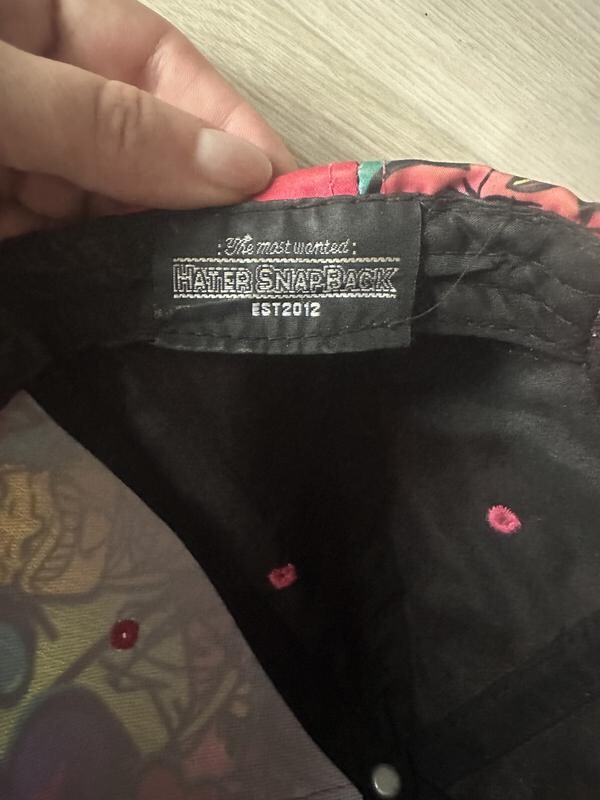 :The most wanted:
HATER SNAPBACK
EST2012